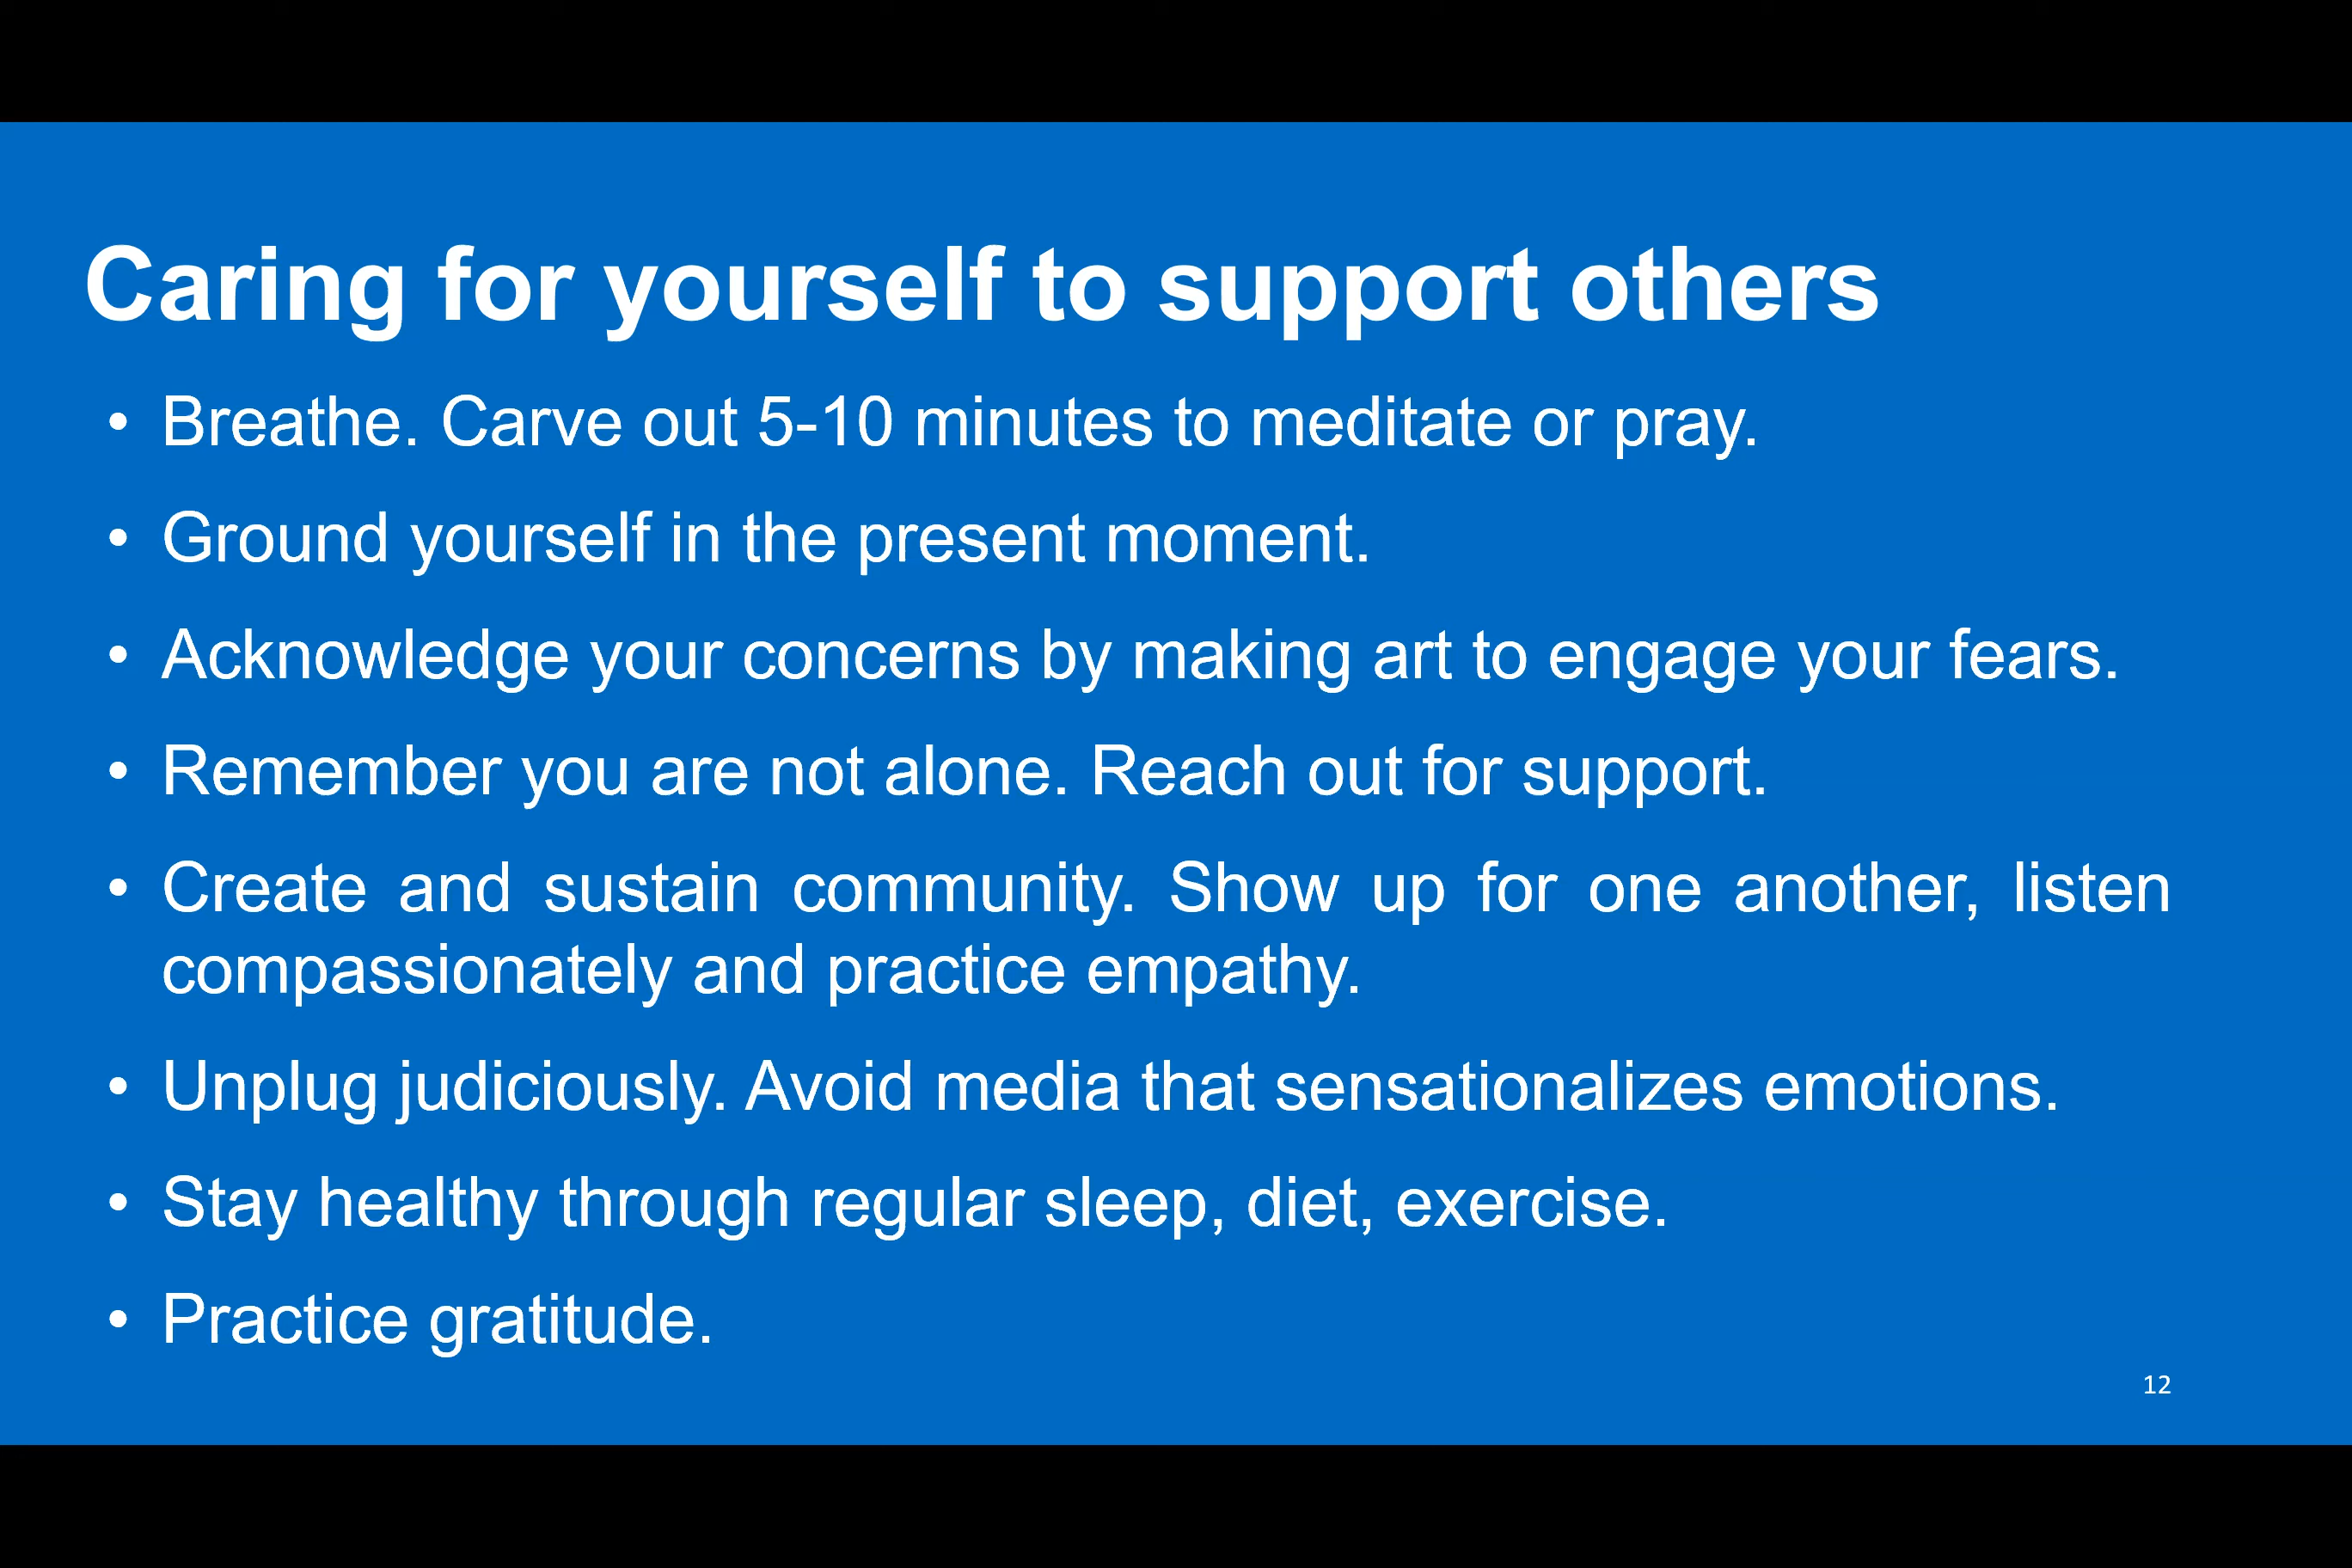 Caring for yourself to support others
• Breathe. Carve out 5-10 minutes to meditate or pray.
• Ground yourself in the present moment.
• Acknowledge your concerns by making art to engage your fears.
• Remember you are not alone. Reach out for support.
• Create and sustain community. Show up for one another, listen
compassionately and practice empathy.
• Unplug judiciously. Avoid media that sensationalizes emotions.
• Stay healthy through regular sleep, diet, exercise.
• Practice gratitude.
12